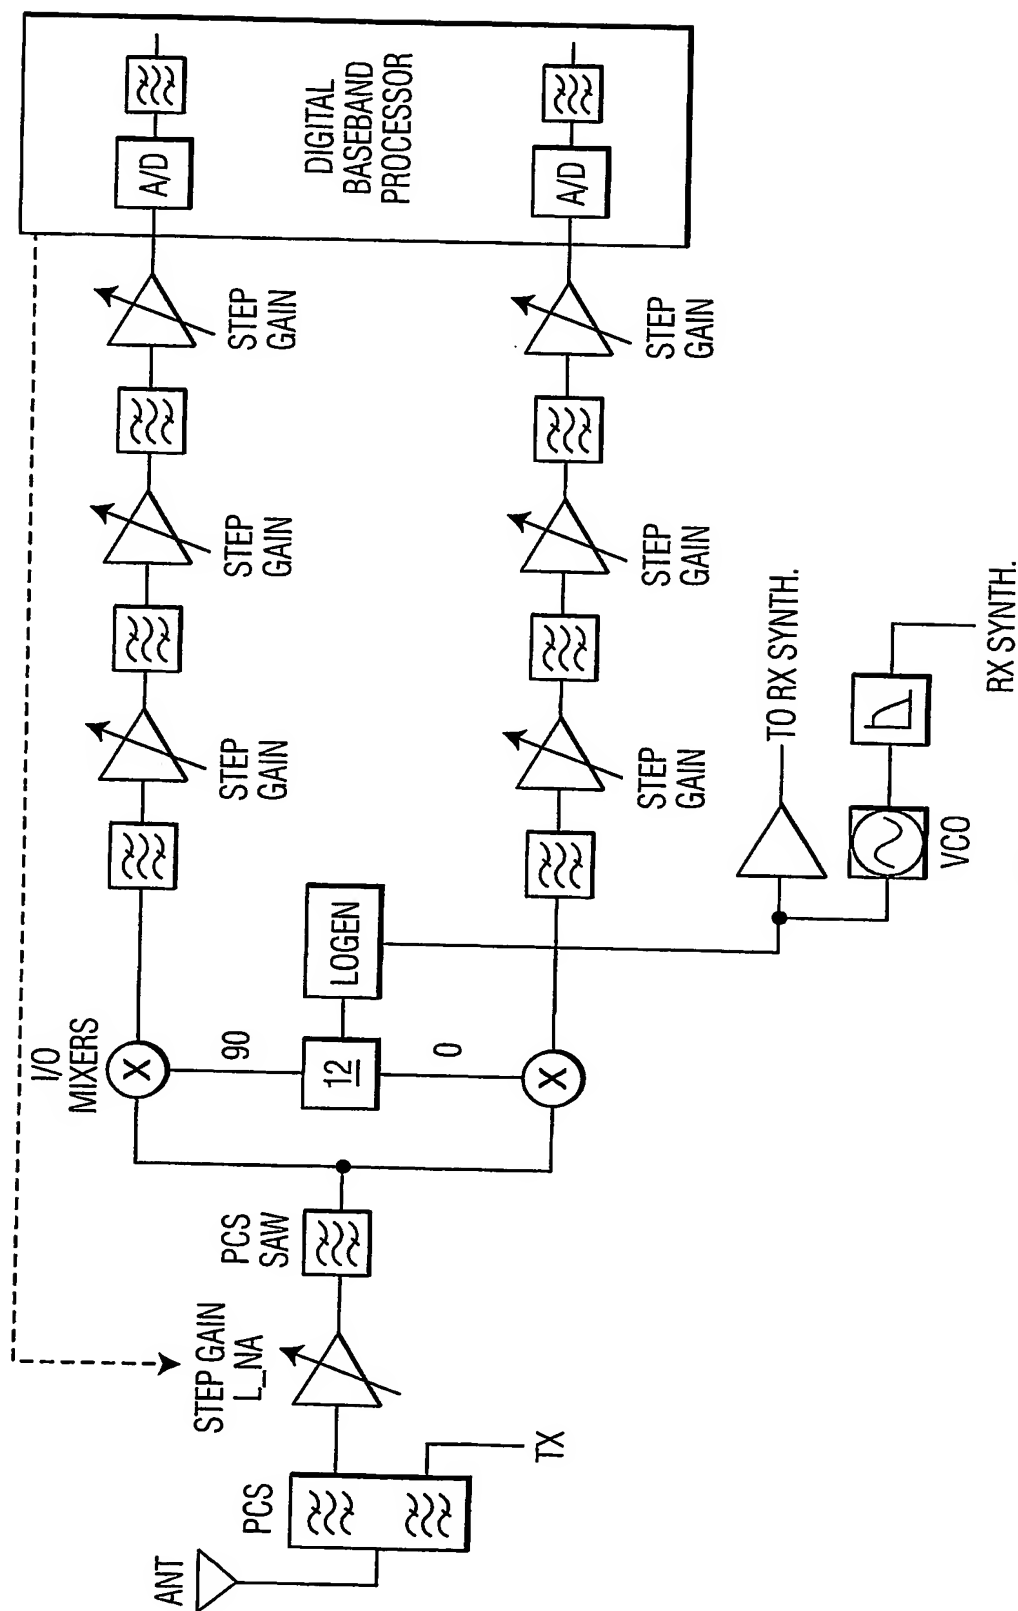 ANT
PCS
TX
STEP GAIN
L_NA
PCS
SAW
I/O
MIXERS
90
12
0
LOGEN
X
X
STEP
GAIN
STEP
GAIN
STEP
GAIN
STEP
GAIN
STEP
GAIN
STEP
GAIN
A/D
A/D
DIGITAL
BASEBAND
PROCESSOR
TO RX SYNTH.
VCO
RX SYNTH.